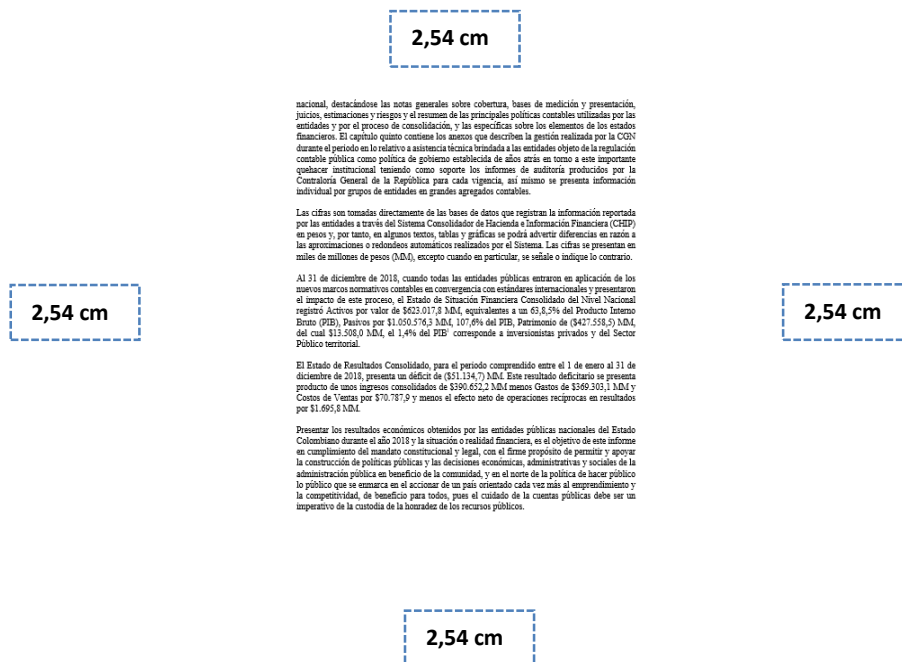 2,54 cm
nacional, destacándose las notas generales sobre cobertura, bases de medición y presentación,
juicios, estimaciones y riesgos y el resumen de las principales políticas contables utilizadas por las
entidades y por el proceso de consolidación, y las específicas sobre los elementos de los estados
financieros. El capítulo quinto contiene los anexos que describen la gestión realizada por la CGN
durante el periodo en lo relativo a asistencia técnica brindada a las entidades objeto de la regulación
contable pública como política de gobierno establecida de años atrás en torno a este importante
quehacer institucional teniendo como soporte los informes de auditoría producidos por la
Contraloría General de la República para cada vigencia, así mismo se presenta información
individual por grupos de entidades en grandes agregados contables.
Las cifras son tomadas directamente de las bases de datos que registran la información reportada
por las entidades a través del Sistema Consolidador de Hacienda e Información Financiera (CHIP)
en pesos y, por tanto, en algunos textos, tablas y gráficas se podrá advertir diferencias en razón a
las aproximaciones o redondeos automáticos realizados por el Sistema. Las cifras se presentan en
miles de millones de pesos (MM), excepto cuando en particular, se señale o indique lo contrario.
Al 31 de diciembre de 2018, cuando todas las entidades públicas entraron en aplicación de los
nuevos marcos normativos contables en convergencia con estándares internacionales y presentaron
el impacto de este proceso, el Estado de Situación Financiera Consolidado del Nivel Nacional
registró Activos por valor de $623.017,8 MM, equivalentes a un 63,8,5% del Producto Interno
Bruto (PIB), Pasivos por $1.050.576,3 MM, 107,6% del PIB, Patrimonio de ($427.558,5) MM,
del cual $13.508,0 MM, el 1,4% del PIB¹ corresponde a inversionistas privados y del Sector
Público territorial.
2,54 cm
2,54 cm
El Estado de Resultados Consolidado, para el periodo comprendido entre el 1 de enero al 31 de
diciembre de 2018, presenta un déficit de ($51.134,7) MM. Este resultado deficitario se presenta
producto de unos ingresos consolidados de $390.652,2 MM menos Gastos de $369.303,1 MM y
Costos de Ventas por $70.787,9 y menos el efecto neto de operaciones recíprocas en resultados
por $1.695,8 MM.
Presentar los resultados económicos obtenidos por las entidades públicas nacionales del Estado
Colombiano durante el año 2018 y la situación o realidad financiera, es el objetivo de este informe
en cumplimiento del mandato constitucional y legal, con el firme propósito de permitir y apoyar
la construcción de políticas públicas y las decisiones económicas, administrativas y sociales de la
administración pública en beneficio de la comunidad, y en el norte de la política de hacer público
lo público que se enmarca en el accionar de un país orientado cada vez más al emprendimiento y
la competitividad, de beneficio para todos, pues el cuidado de la cuentas públicas debe ser un
imperativo de la custodia de la honradez de los recursos públicos.
2,54 cm